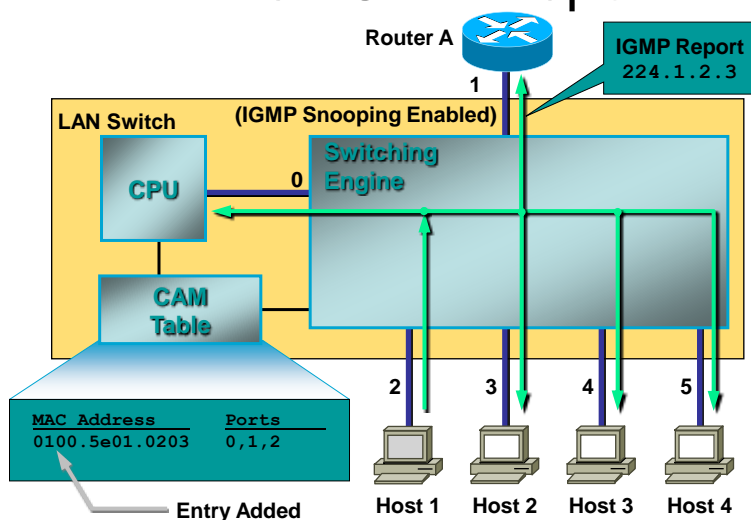 Router A
IGMP Report
224.1.2.3
1
LAN Switch
(IGMP Snooping Enabled)
Switching
Engine
CPU
0
CAM
Table
2
3
4
5
MAC Address Ports
0100.5e01.0203 0,1,2
Entry Added
Host 1
Host 2
Host 3
Host 4